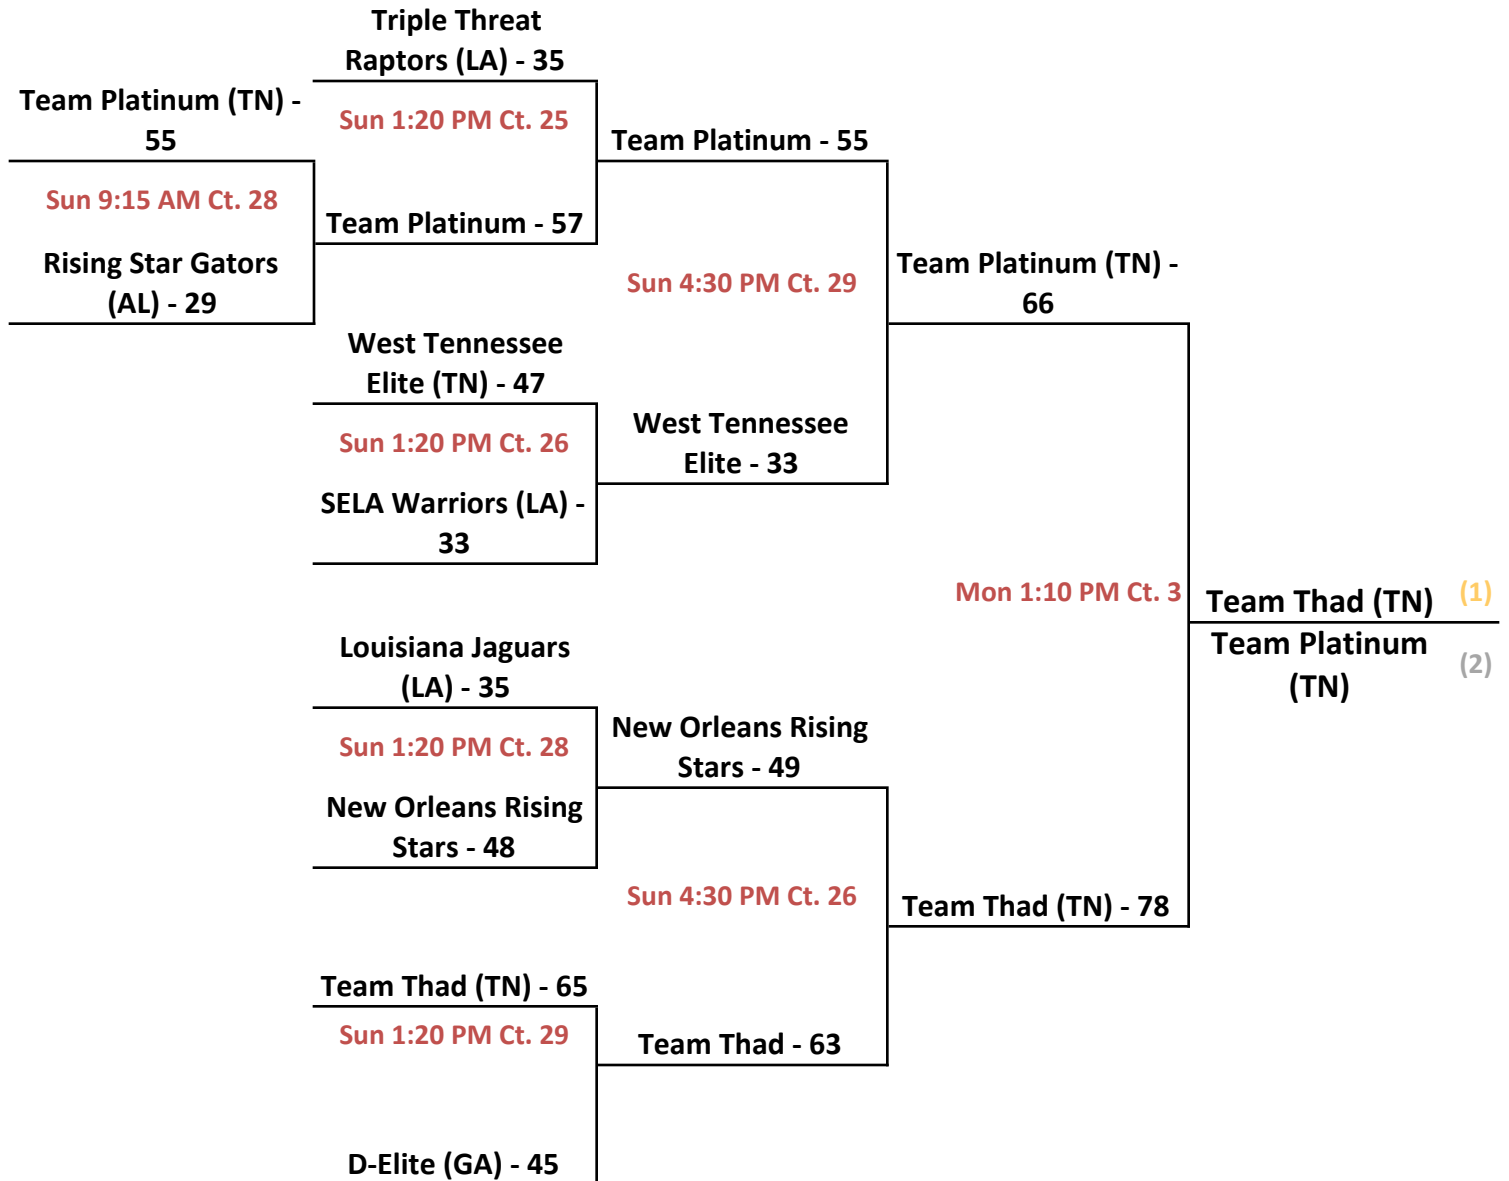 Triple Threat
Raptors (LA) - 35
Team Platinum (TN) -
55
Sun 1:20 PM Ct. 25
Team Platinum - 55
Sun 9:15 AM Ct. 28
Team Platinum - 57
Rising Star Gators
(AL) - 29
Sun 4:30 PM Ct. 29
Team Platinum (TN) -
66
West Tennessee
Elite (TN) - 47
Sun 1:20 PM Ct. 26
West Tennessee
Elite - 33
SELA Warriors (LA) -
33
Mon 1:10 PM Ct. 3
Team Thad (TN) (1)
Team Platinum
(TN)
(2)
Louisiana Jaguars
(LA) - 35
Sun 1:20 PM Ct. 28
New Orleans Rising
Stars - 49
New Orleans Rising
Stars - 48
Sun 4:30 PM Ct. 26
Team Thad (TN) - 78
Team Thad (TN) - 65
Sun 1:20 PM Ct. 29
Team Thad - 63
D-Elite (GA) - 45